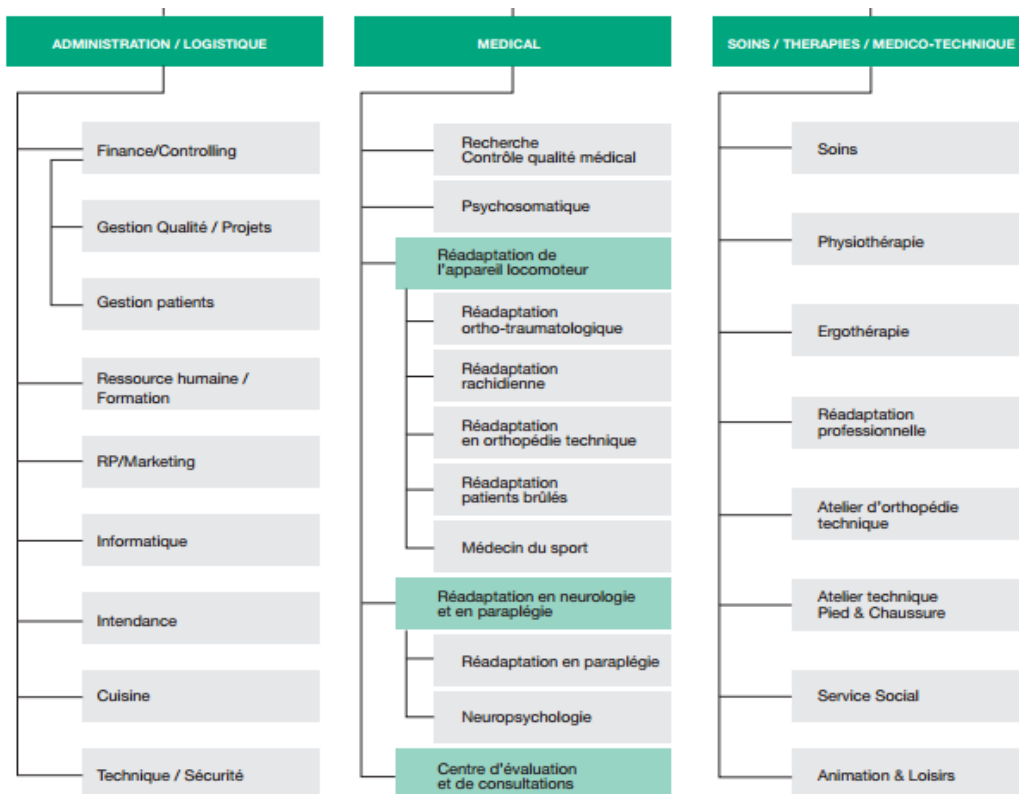 ADMINISTRATION / LOGISTIQUE
Finance/Controlling
Gestion Qualité / Projets
Gestion patients
Ressource humaine /
Formation
RP/Marketing
Informatique
Intendance
Cuisine
Technique / Sécurité
MEDICAL
Recherche
Contrôle qualité médical
Psychosomatique
Réadaptation de
l'appareil locomoteur
Réadaptation
ortho-traumatologique
Réadaptation
rachidienne
Réadaptation
en orthopédie technique
Réadaptation
patients brûlés
Médecin du sport
Réadaptation en neurologie
et en paraplégie
Réadaptation en paraplégie
Neuropsychologie
Centre d'évaluation
et de consultations
SOINS / THERAPIES / MEDICO-TECHNIQUE
Soins
Physiothérapie
Ergothérapie
Réadaptation
professionnelle
Atelier d'orthopédie
technique
Atelier technique
Pied & Chaussure
Service Social
Animation & Loisirs